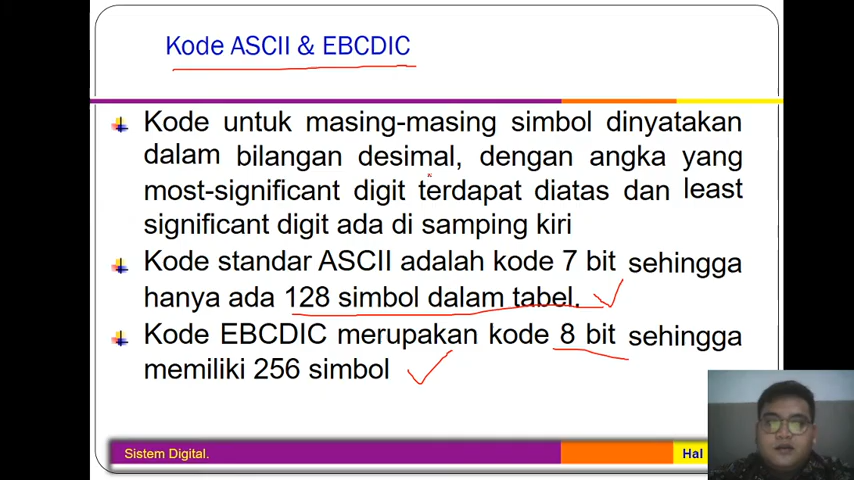 Kode ASCII & EBCDIC
Kode untuk masing-masing simbol dinyatakan
dalam bilangan desimal, dengan angka yang
most-significant digit terdapat diatas dan least
significant digit ada di samping kiri
Kode standar ASCII adalah kode 7 bit sehingga
hanya ada 128 simbol dalam tabel.
Kode EBCDIC merupakan kode 8 bit sehingga
memiliki 256 simbol
Sistem Digital.
Hal